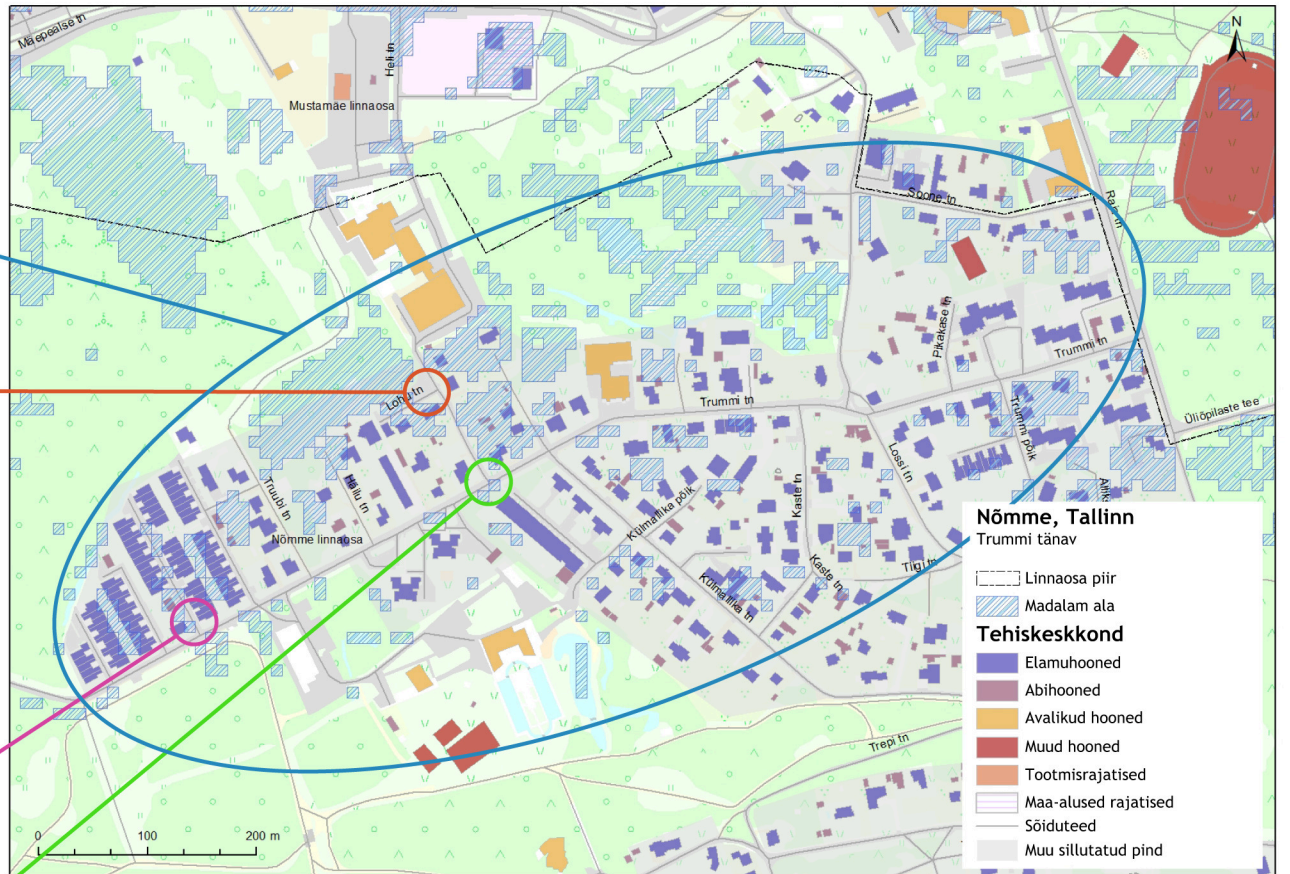 Mäepealse tn
Heli tn
N
Mustamäe linnaosa
Soone tn
Raja tn
Pikakase tn
Trummi tn
Lohu tn
Trummi tn
Trummi põik
Üliõpilaste tee
Lossi tn
Truubi tn
Hällu tn
Külmallika põik
Kaste tn
Nõmme linnaosa
Kaste tn
Tiigi tn
Külmallika tn
Trepi tn
0 100 200 m
Nõmme, Tallinn
Trummi tänav
Linnaosa piir
Madalam ala
Tehiskeskkond
Elamuhooned
Abihooned
Avalikud hooned
Muud hooned
Tootmisrajatised
Maa-alused rajatised
Sõiduteed
Muu sillutatud pind